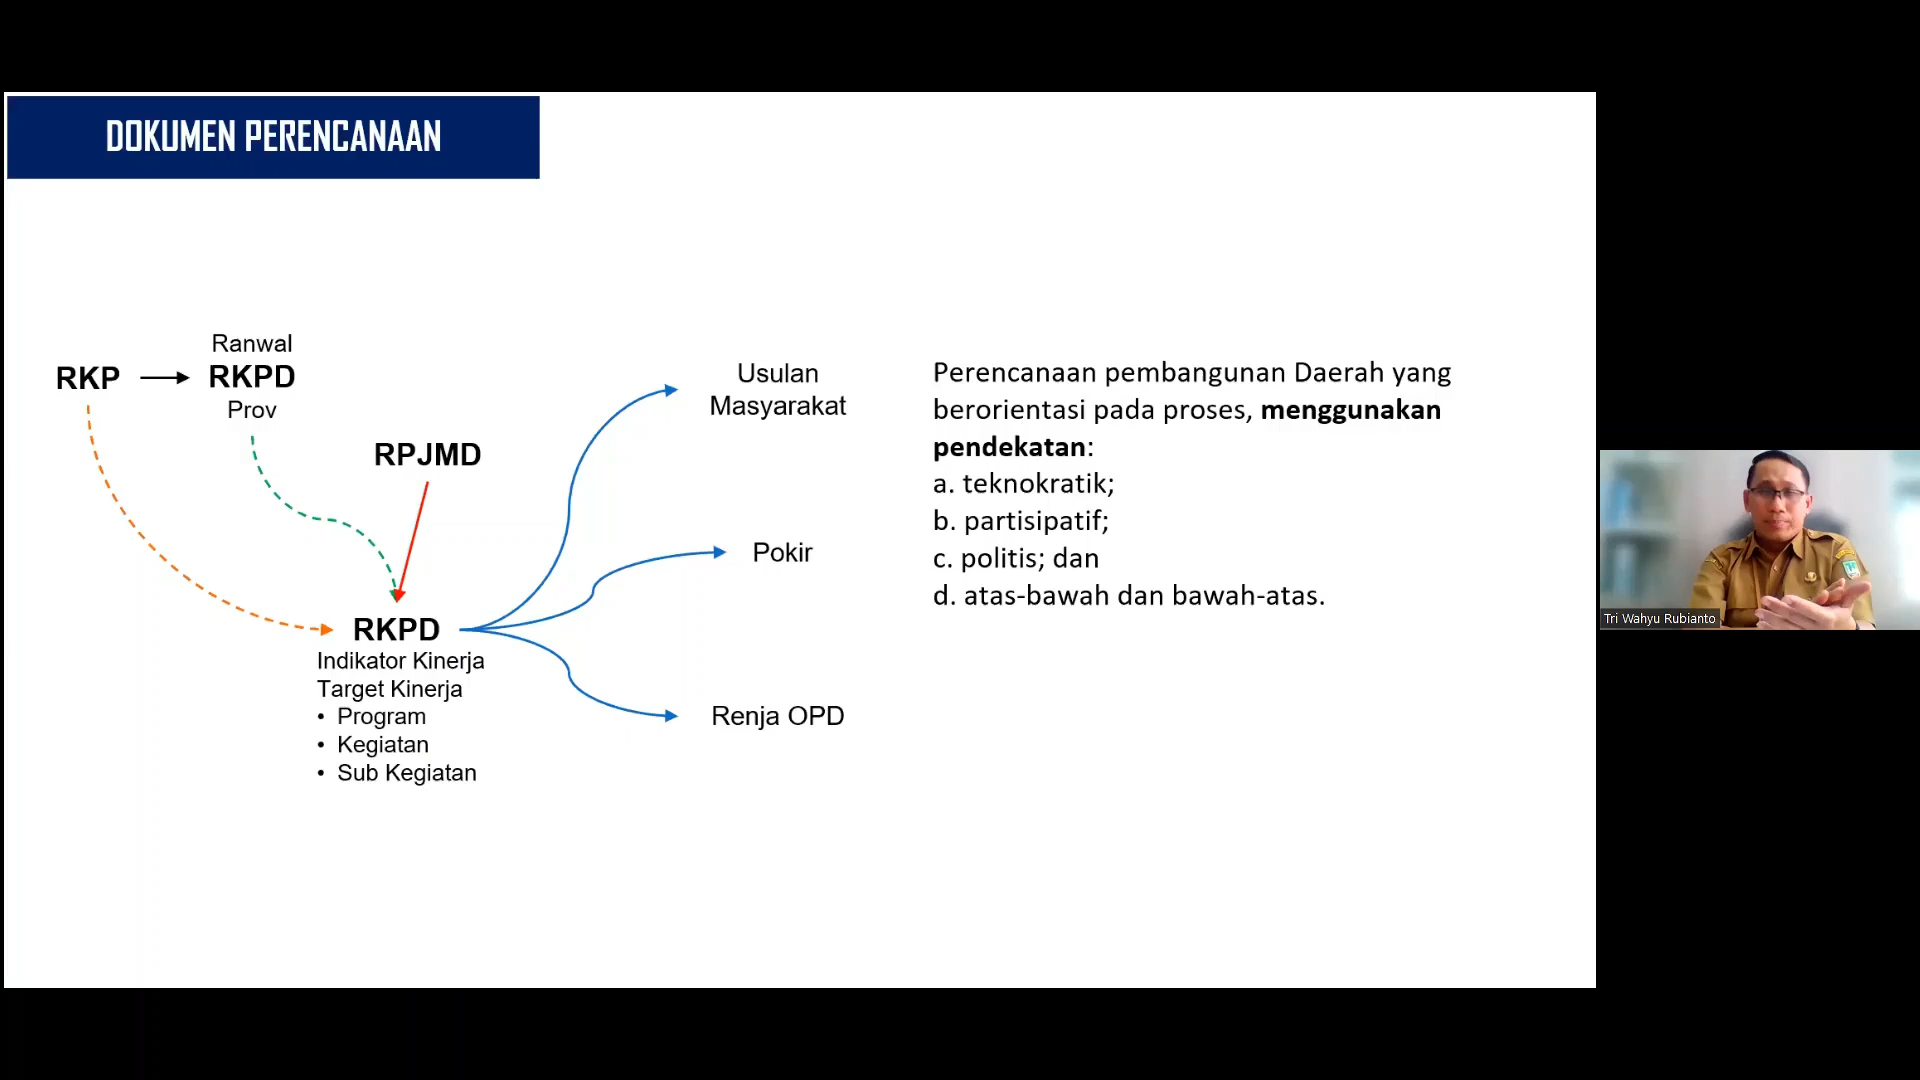 DOKUMEN PERENCANAAN
Ranwal
RKP
RKPD
Prov
RPJMD
RKPD
Indikator Kinerja
Target Kinerja
• Program
• Kegiatan
• Sub Kegiatan
Usulan
Masyarakat
Pokir
Renja OPD
Perencanaan pembangunan Daerah yang
berorientasi pada proses, menggunakan
pendekatan:
a. teknokratik;
b. partisipatif;
c. politis; dan
d. atas-bawah dan bawah-atas.
Tri Wahyu Rubianto